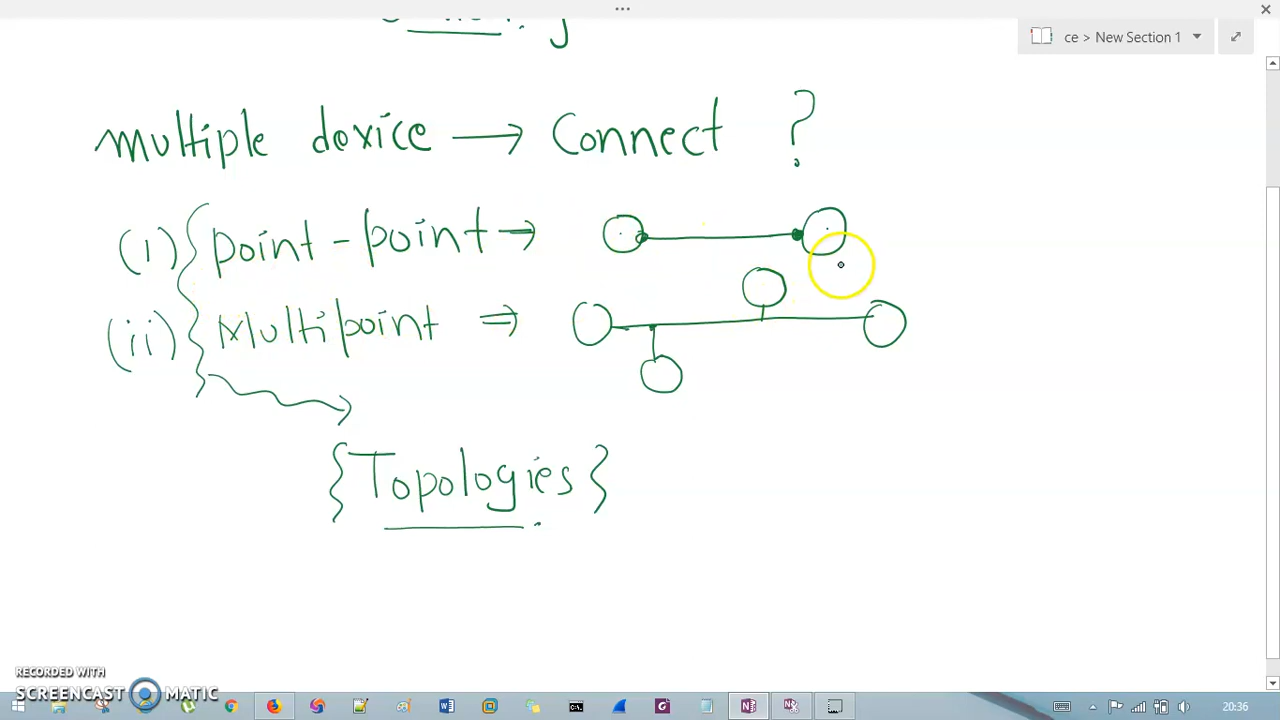 ce > New Section 1
multiple device → Connect ?
(i) point - point →
(ii) Multipoint ⇒
{Topologies}
RECORDED WITH
SCREENCAST MATIC
20:36